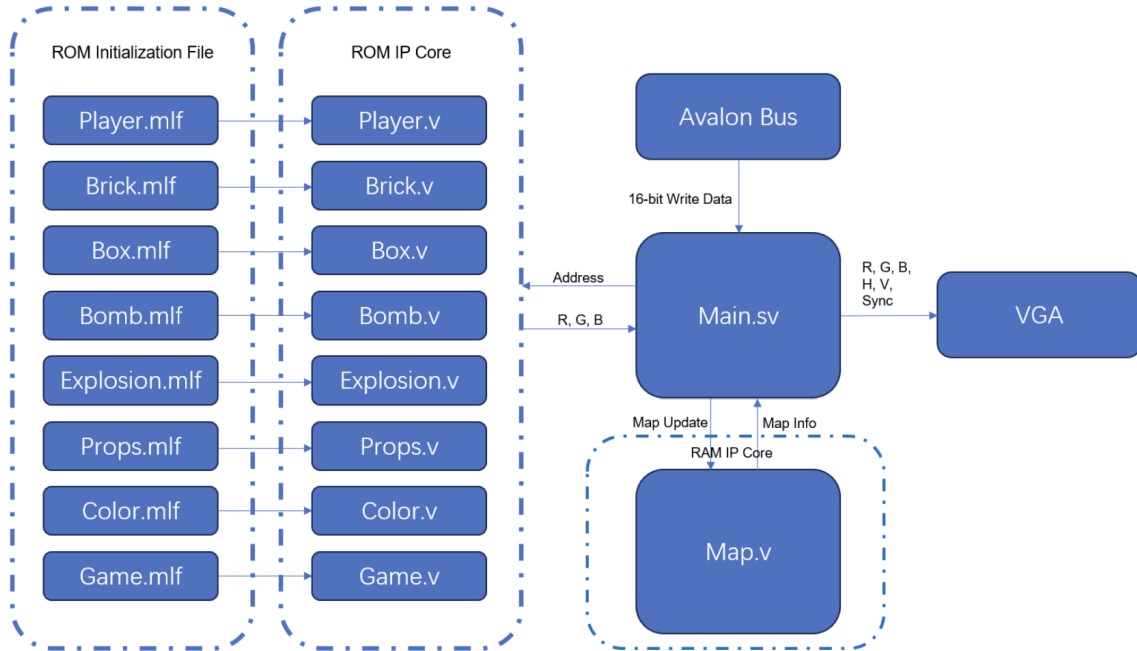 ROM Initialization File
Player.mlf
Brick.mlf
Box.mlf
Bomb.mlf
Explosion.mlf
Props.mlf
Color.mlf
Game.mlf
ROM IP Core
Player.v
Brick.v
Box.v
Bomb.v
Explosion.v
Props.v
Color.v
Game.v
Address
R, G, B
Avalon Bus
16-bit Write Data
Main.sv
R, G, B,
H, V,
Sync
VGA
Map Update
Map Info
RAM IP Core
Map.v